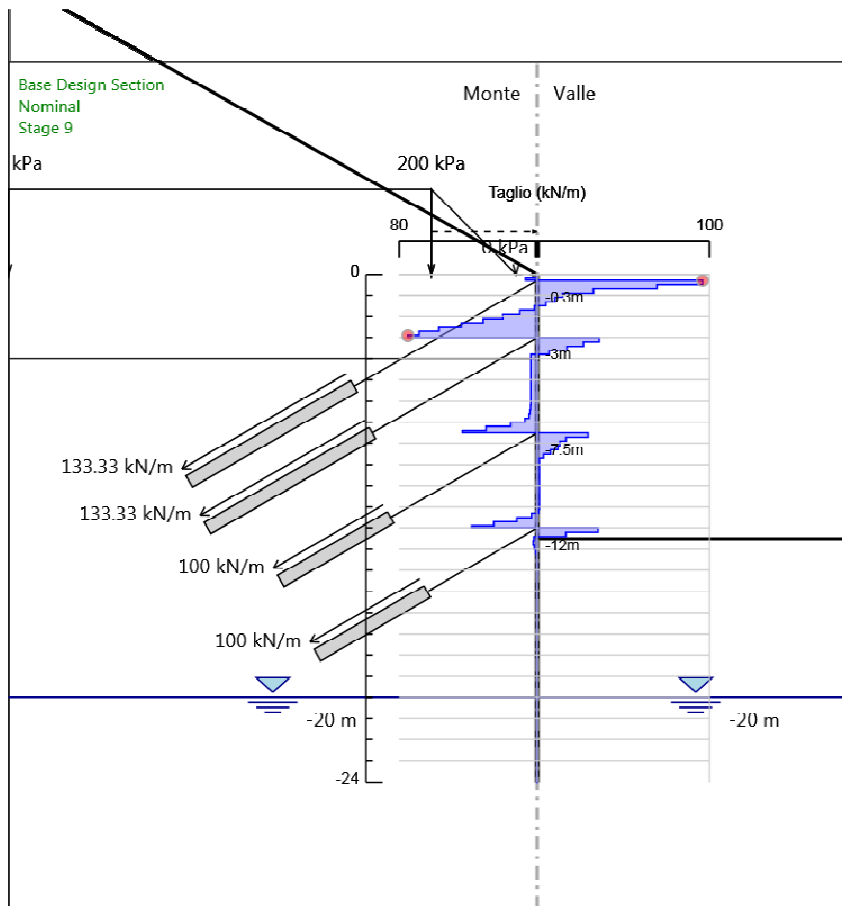 Base Design Section
Nominal
Stage 9
Monte
Valle
kPa
200 kPa
Taglio (kN/m)
80
100
0 kPa
0
-0.3m
-3m
133.33 kN/m
-7.5m
133.33 kN/m
-12m
100 kN/m
100 kN/m
-20 m
-20 m
-24